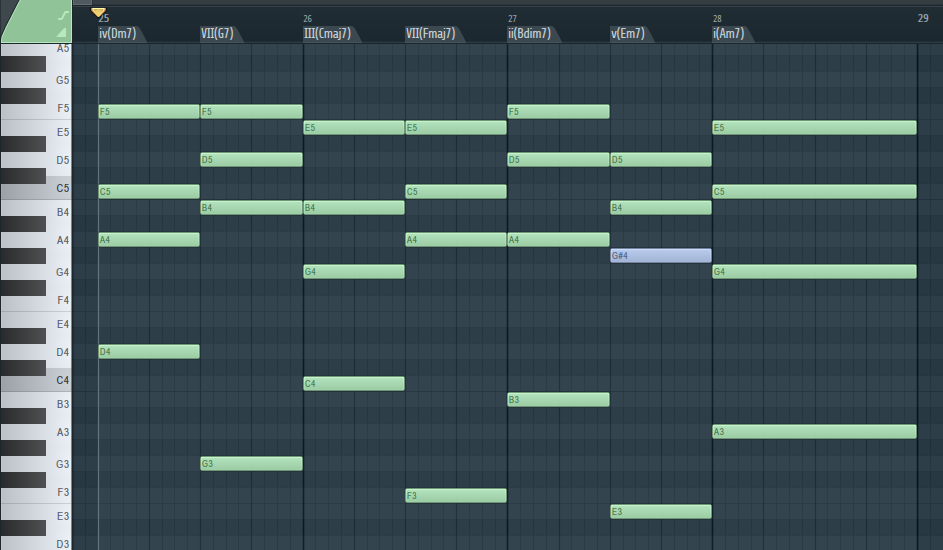 25 26 27 28 29
iv(Dm7) VII(G7) III(Cmaj7) VII(Fmaj7) ii(Bdim7) v(Em7) i(Am7)
A5
G5
F5 F5 F5 F5
E5 E5 E5 E5
D5 D5 D5 D5
C5 C5 C5 C5
B4 B4 B4 B4
A4 A4 A4 A4
G#4
G4 G4 G4
F4
E4
D4 D4
C4 C4
B3 B3
A3 A3
G3 G3
F3 F3
E3 E3
D3